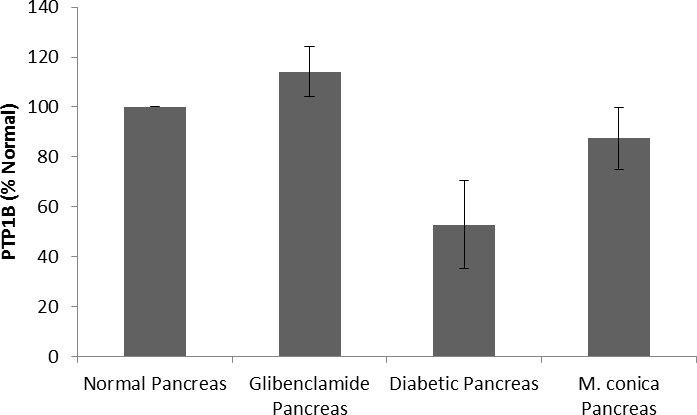 140
120
100
80
60
40
20
0
PTP1B (% Normal)
Normal Pancreas
Glibenclamide
Pancreas
Diabetic Pancreas
M. conica
Pancreas